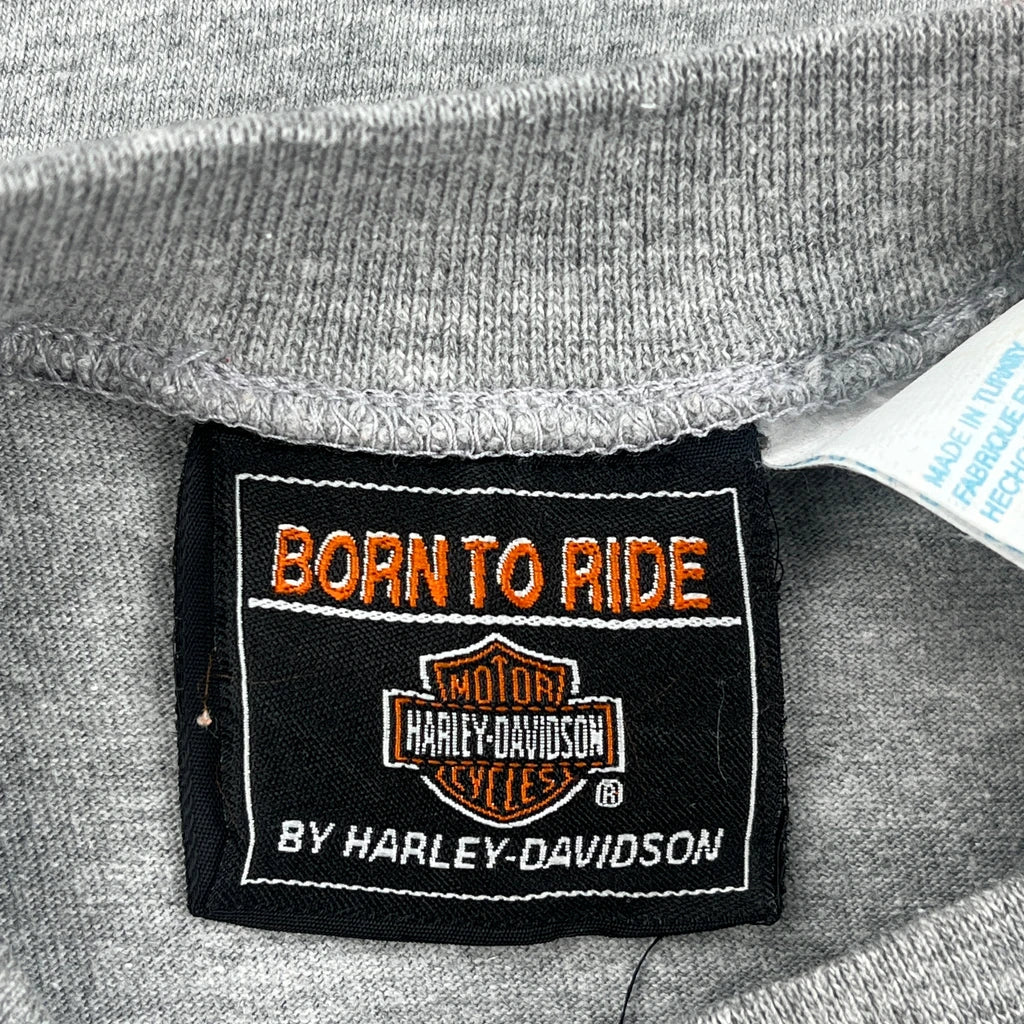 BORN TO RIDE
MOTOR
HARLEY-DAVIDSON
CYCLES
®
BY HARLEY-DAVIDSON
MADE IN TURKEY
FABRIQUE
HECHO